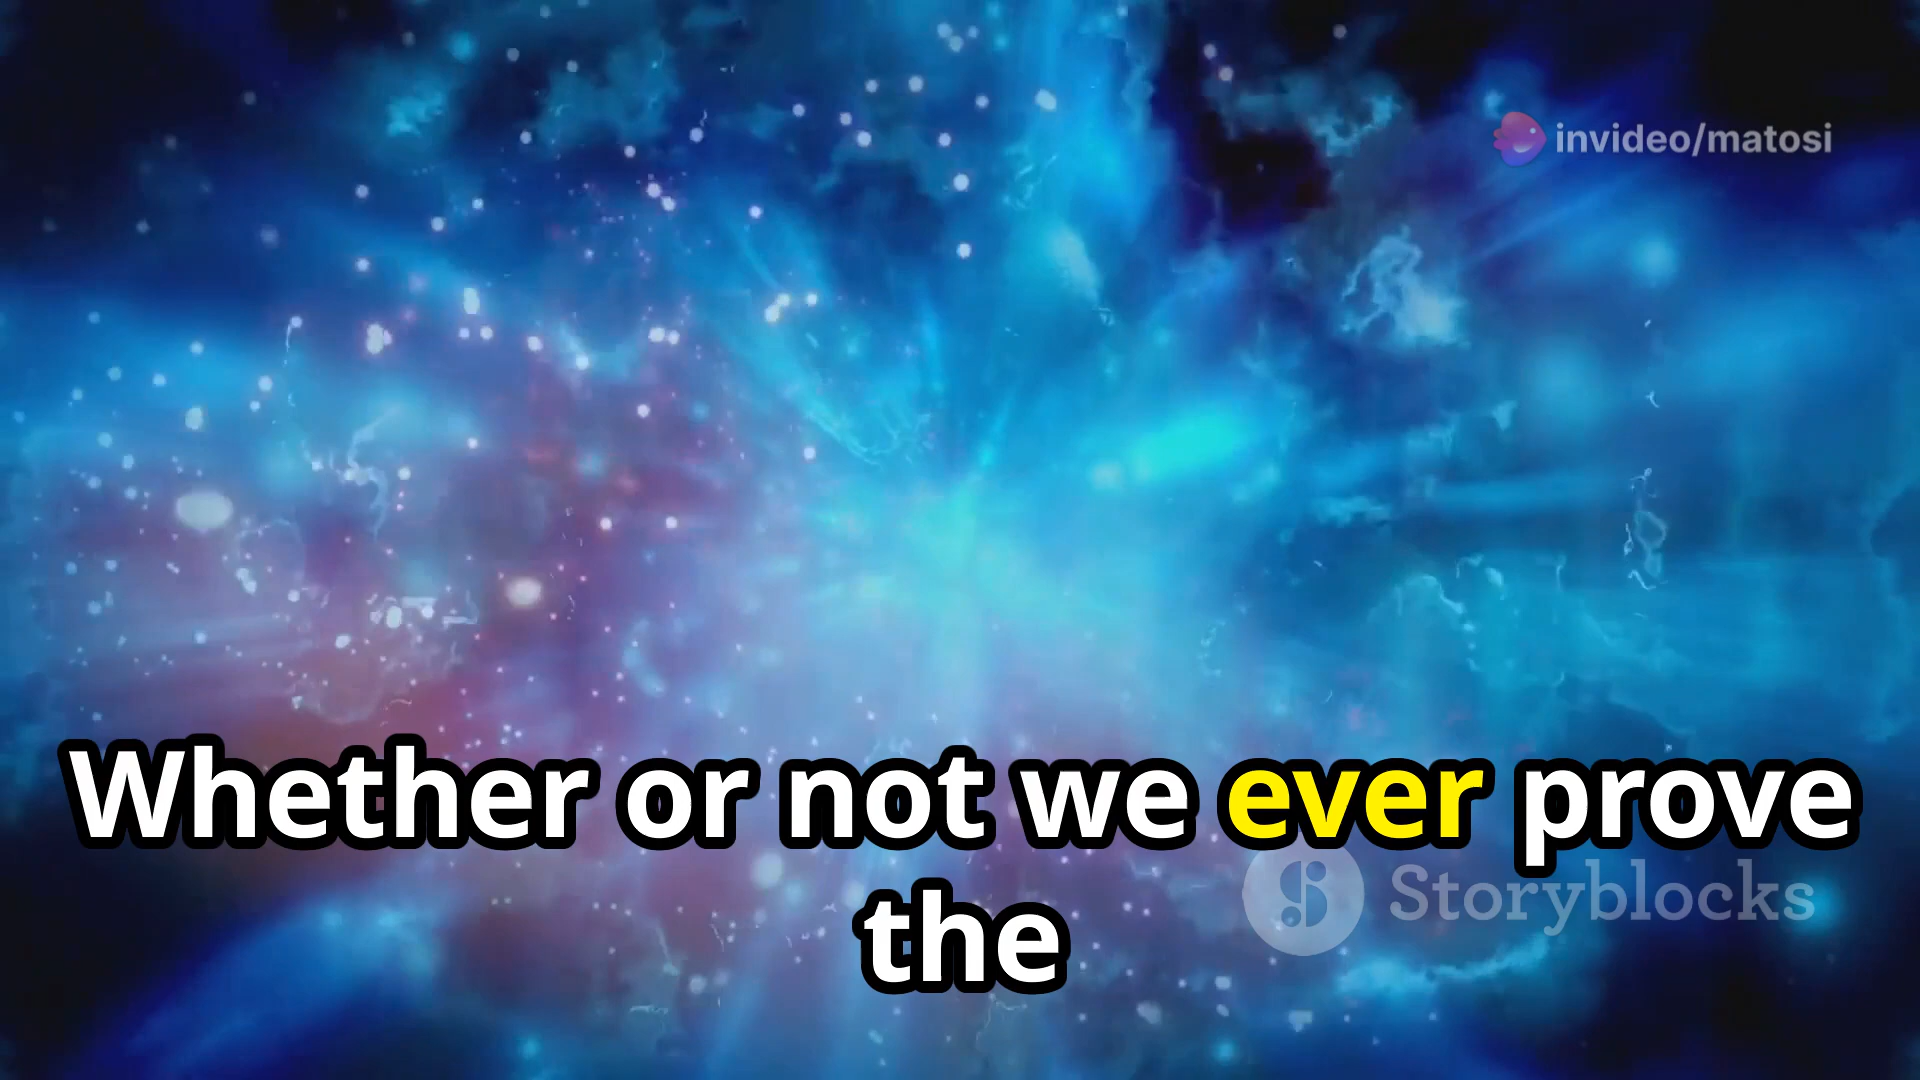 invideo/matosi
Whether or not we ever prove
the
Storyblocks